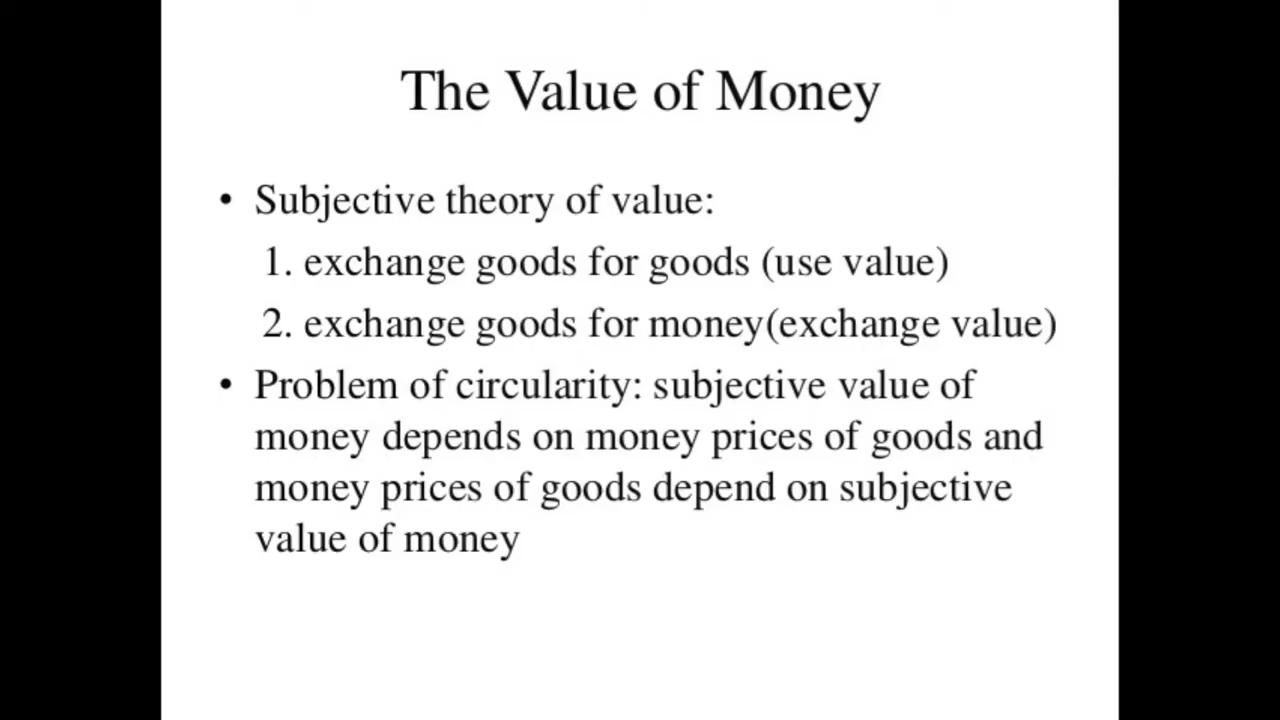 The Value of Money
• Subjective theory of value:
1. exchange goods for goods (use value)
2. exchange goods for money(exchange value)
• Problem of circularity: subjective value of
money depends on money prices of goods and
money prices of goods depend on subjective
value of money